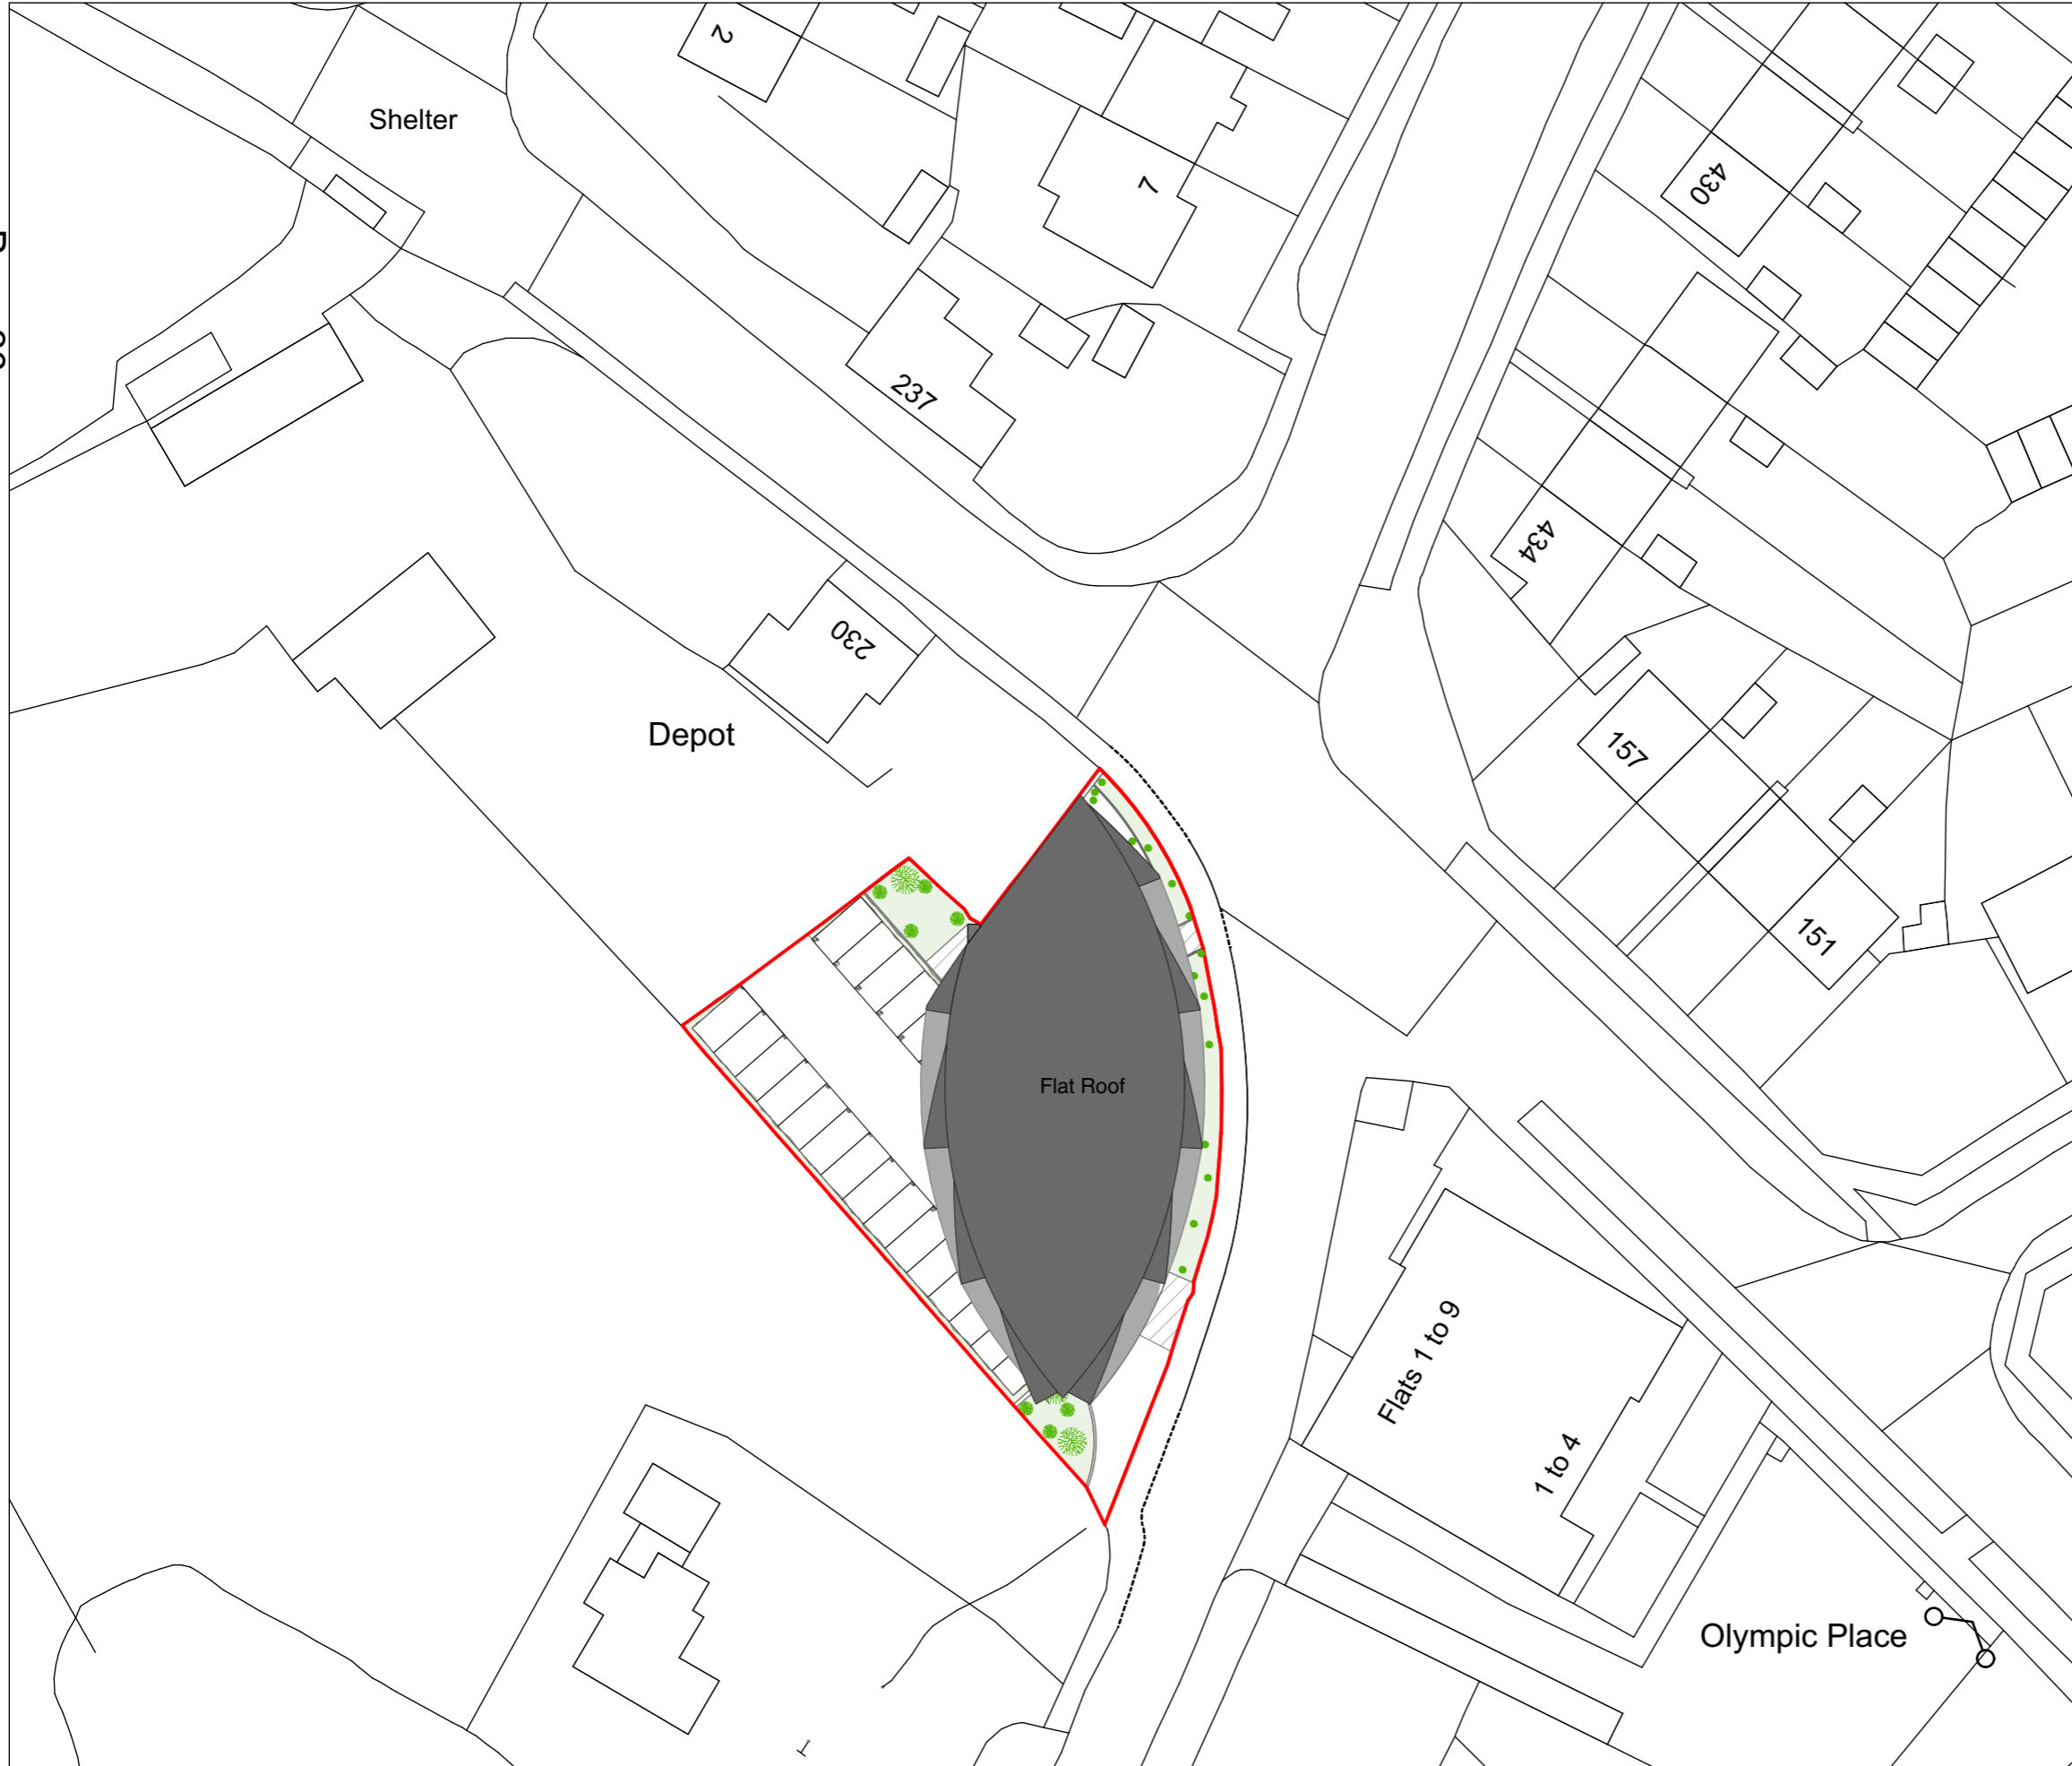 2
Shelter
7
430
237
434
230
Depot
157
151
Flat Roof
Flats 1 to 9
1 to 4
Olympic Place